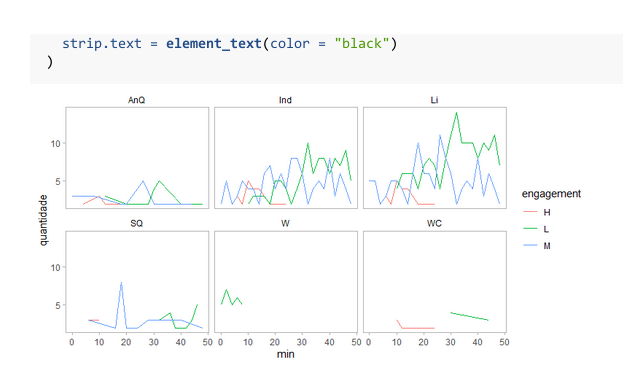 strip.text = element_text(color = "black")
)
AnQ Ind Li
10
5
SQ W WC
10
5
0 10 20 30 40 50 0 10 20 30 40 50 0 10 20 30 40 50
min
quantidade
engagement
H
L
M